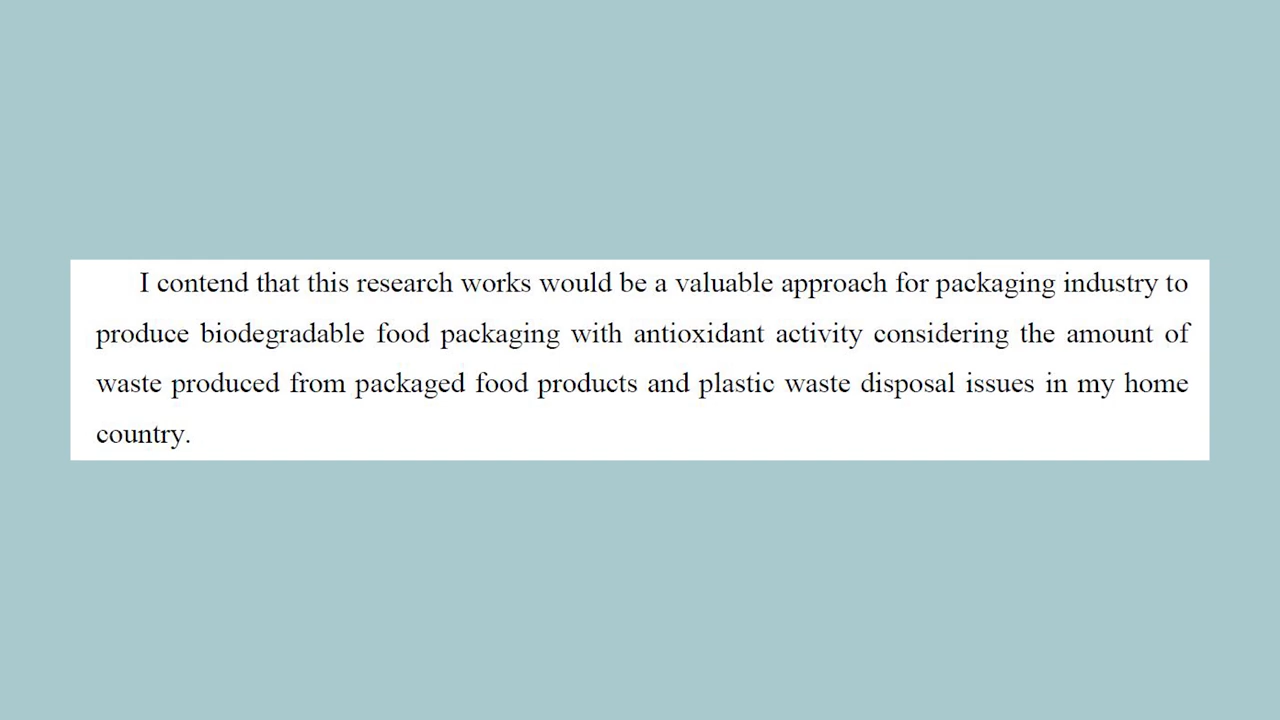 I contend that this research works would be a valuable approach for packaging industry to
produce biodegradable food packaging with antioxidant activity considering the amount of
waste produced from packaged food products and plastic waste disposal issues in my home
country.